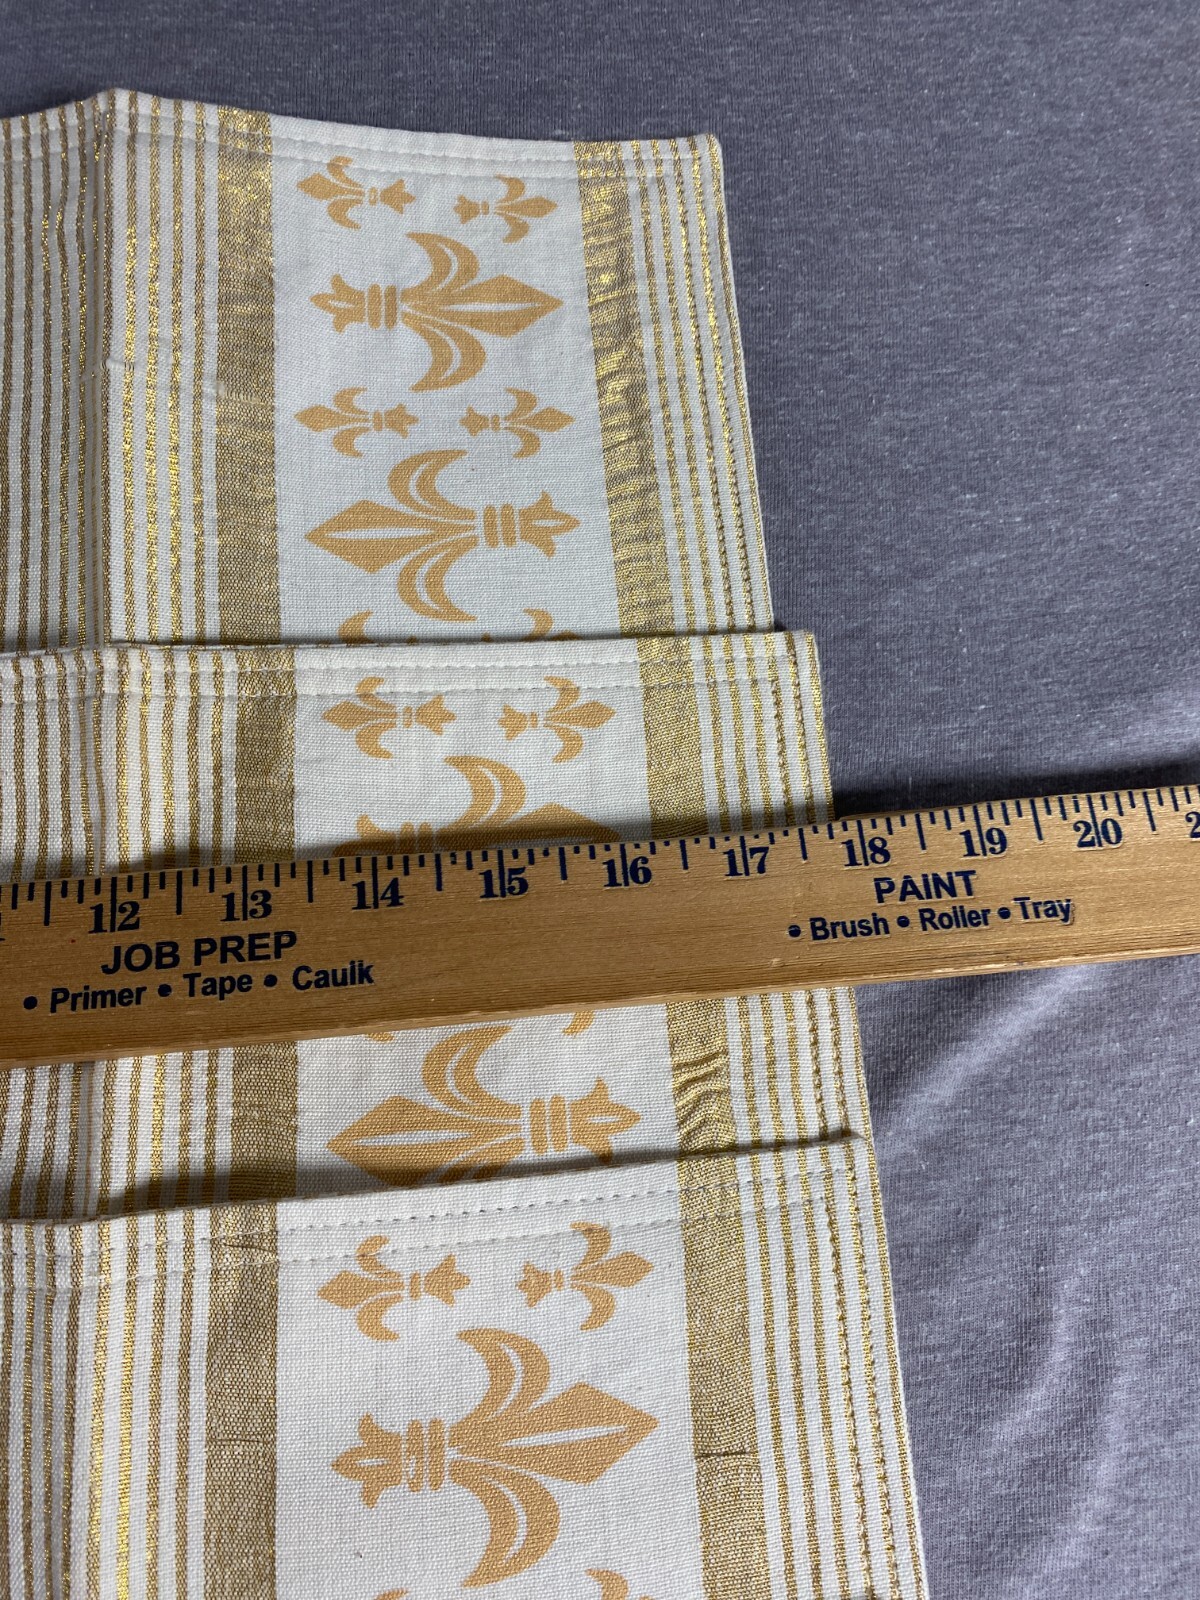 12 13 14 15 16 17 18 19 20
JOB PREP
• Primer • Tape • Caulk
PAINT
• Brush • Roller • Tray